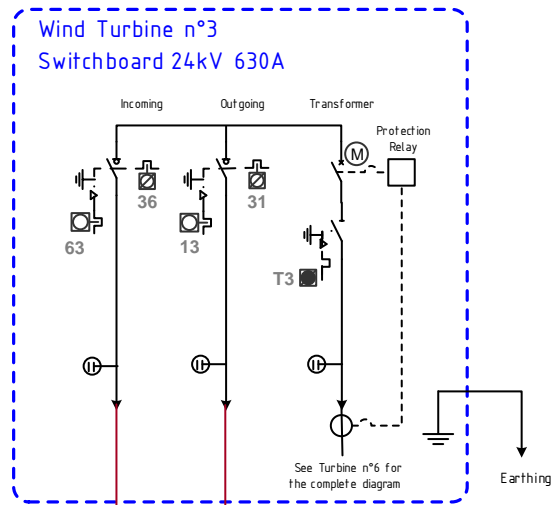 Wind Turbine n°3
Switchboard 24kV 630A
Incoming
Outgoing
Transformer
Protection
Relay
M
36
31
63
13
T3
See Turbine n°6 for
the complete diagram
Earthing